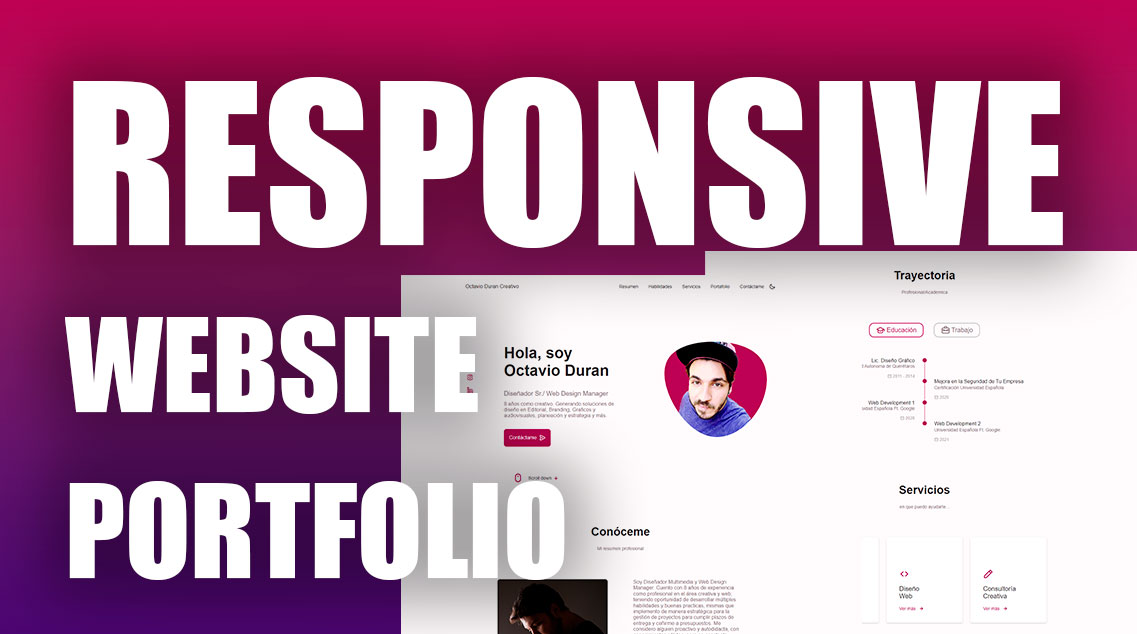 RESPONSIVE
WEBSITE
PORTFOLIO
Octavio Duran Creativo
Resumen Habilidades Servicios Portafolio Contáctame
Hola, soy
Octavio Duran
Diseñador Sr./ Web Design Manager
8 años como creativo. Generando soluciones de
diseño en Editorial, Branding, Gráficos y
audiovisuales, planeación y estrategia y más.
Contáctame
Scroll down
Conóceme
Mi resumen profesional
Soy Diseñador Multimedia y Web Design
Manager. Cuento con 8 años de experiencia
como profesional en el área creativa y web,
teniendo oportunidad de desarrollar múltiples
habilidades y buenas practicas, mismas que
implemento de manera estratégica para la
gestión de proyectos para cumplir plazos de
entrega y ceñirme a presupuestos. Me
considero alguien proactivo y autodidacta, con
Trayectoria
Profesional/Academica
Educación
Trabajo
Lic. Diseño Gráfico
Autonoma de Querétaro
2011 - 2014
Mejora en la Seguridad de Tu Empresa
Certificación Universidad Española
2020
Web Development 1
idad Española Ft. Google
2020
Web Development 2
Universidad Española Ft. Google
2021
Servicios
en que puedo ayudarte...
Diseño
Web
Ver más
Consultoría
Creativa
Ver más